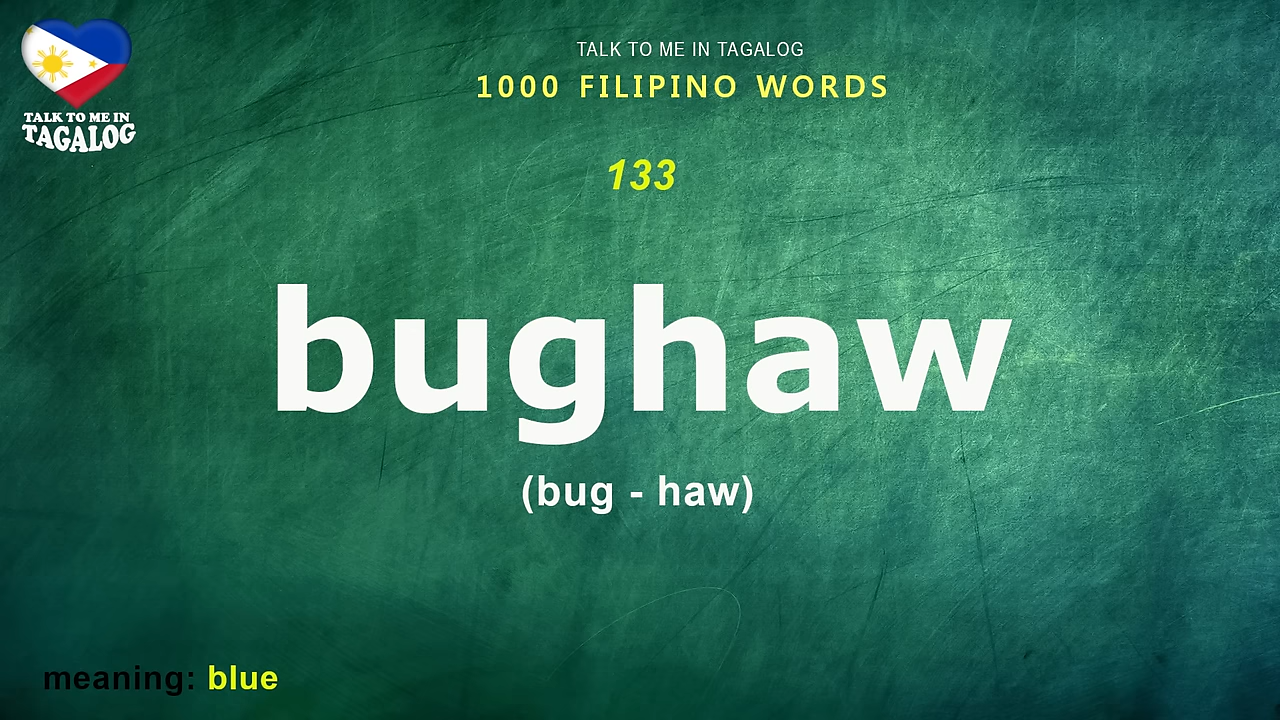 TALK TO ME IN
TAGALOG
TALK TO ME IN TAGALOG
1000 FILIPINO WORDS
133
bughaw
(bug - haw)
meaning: blue